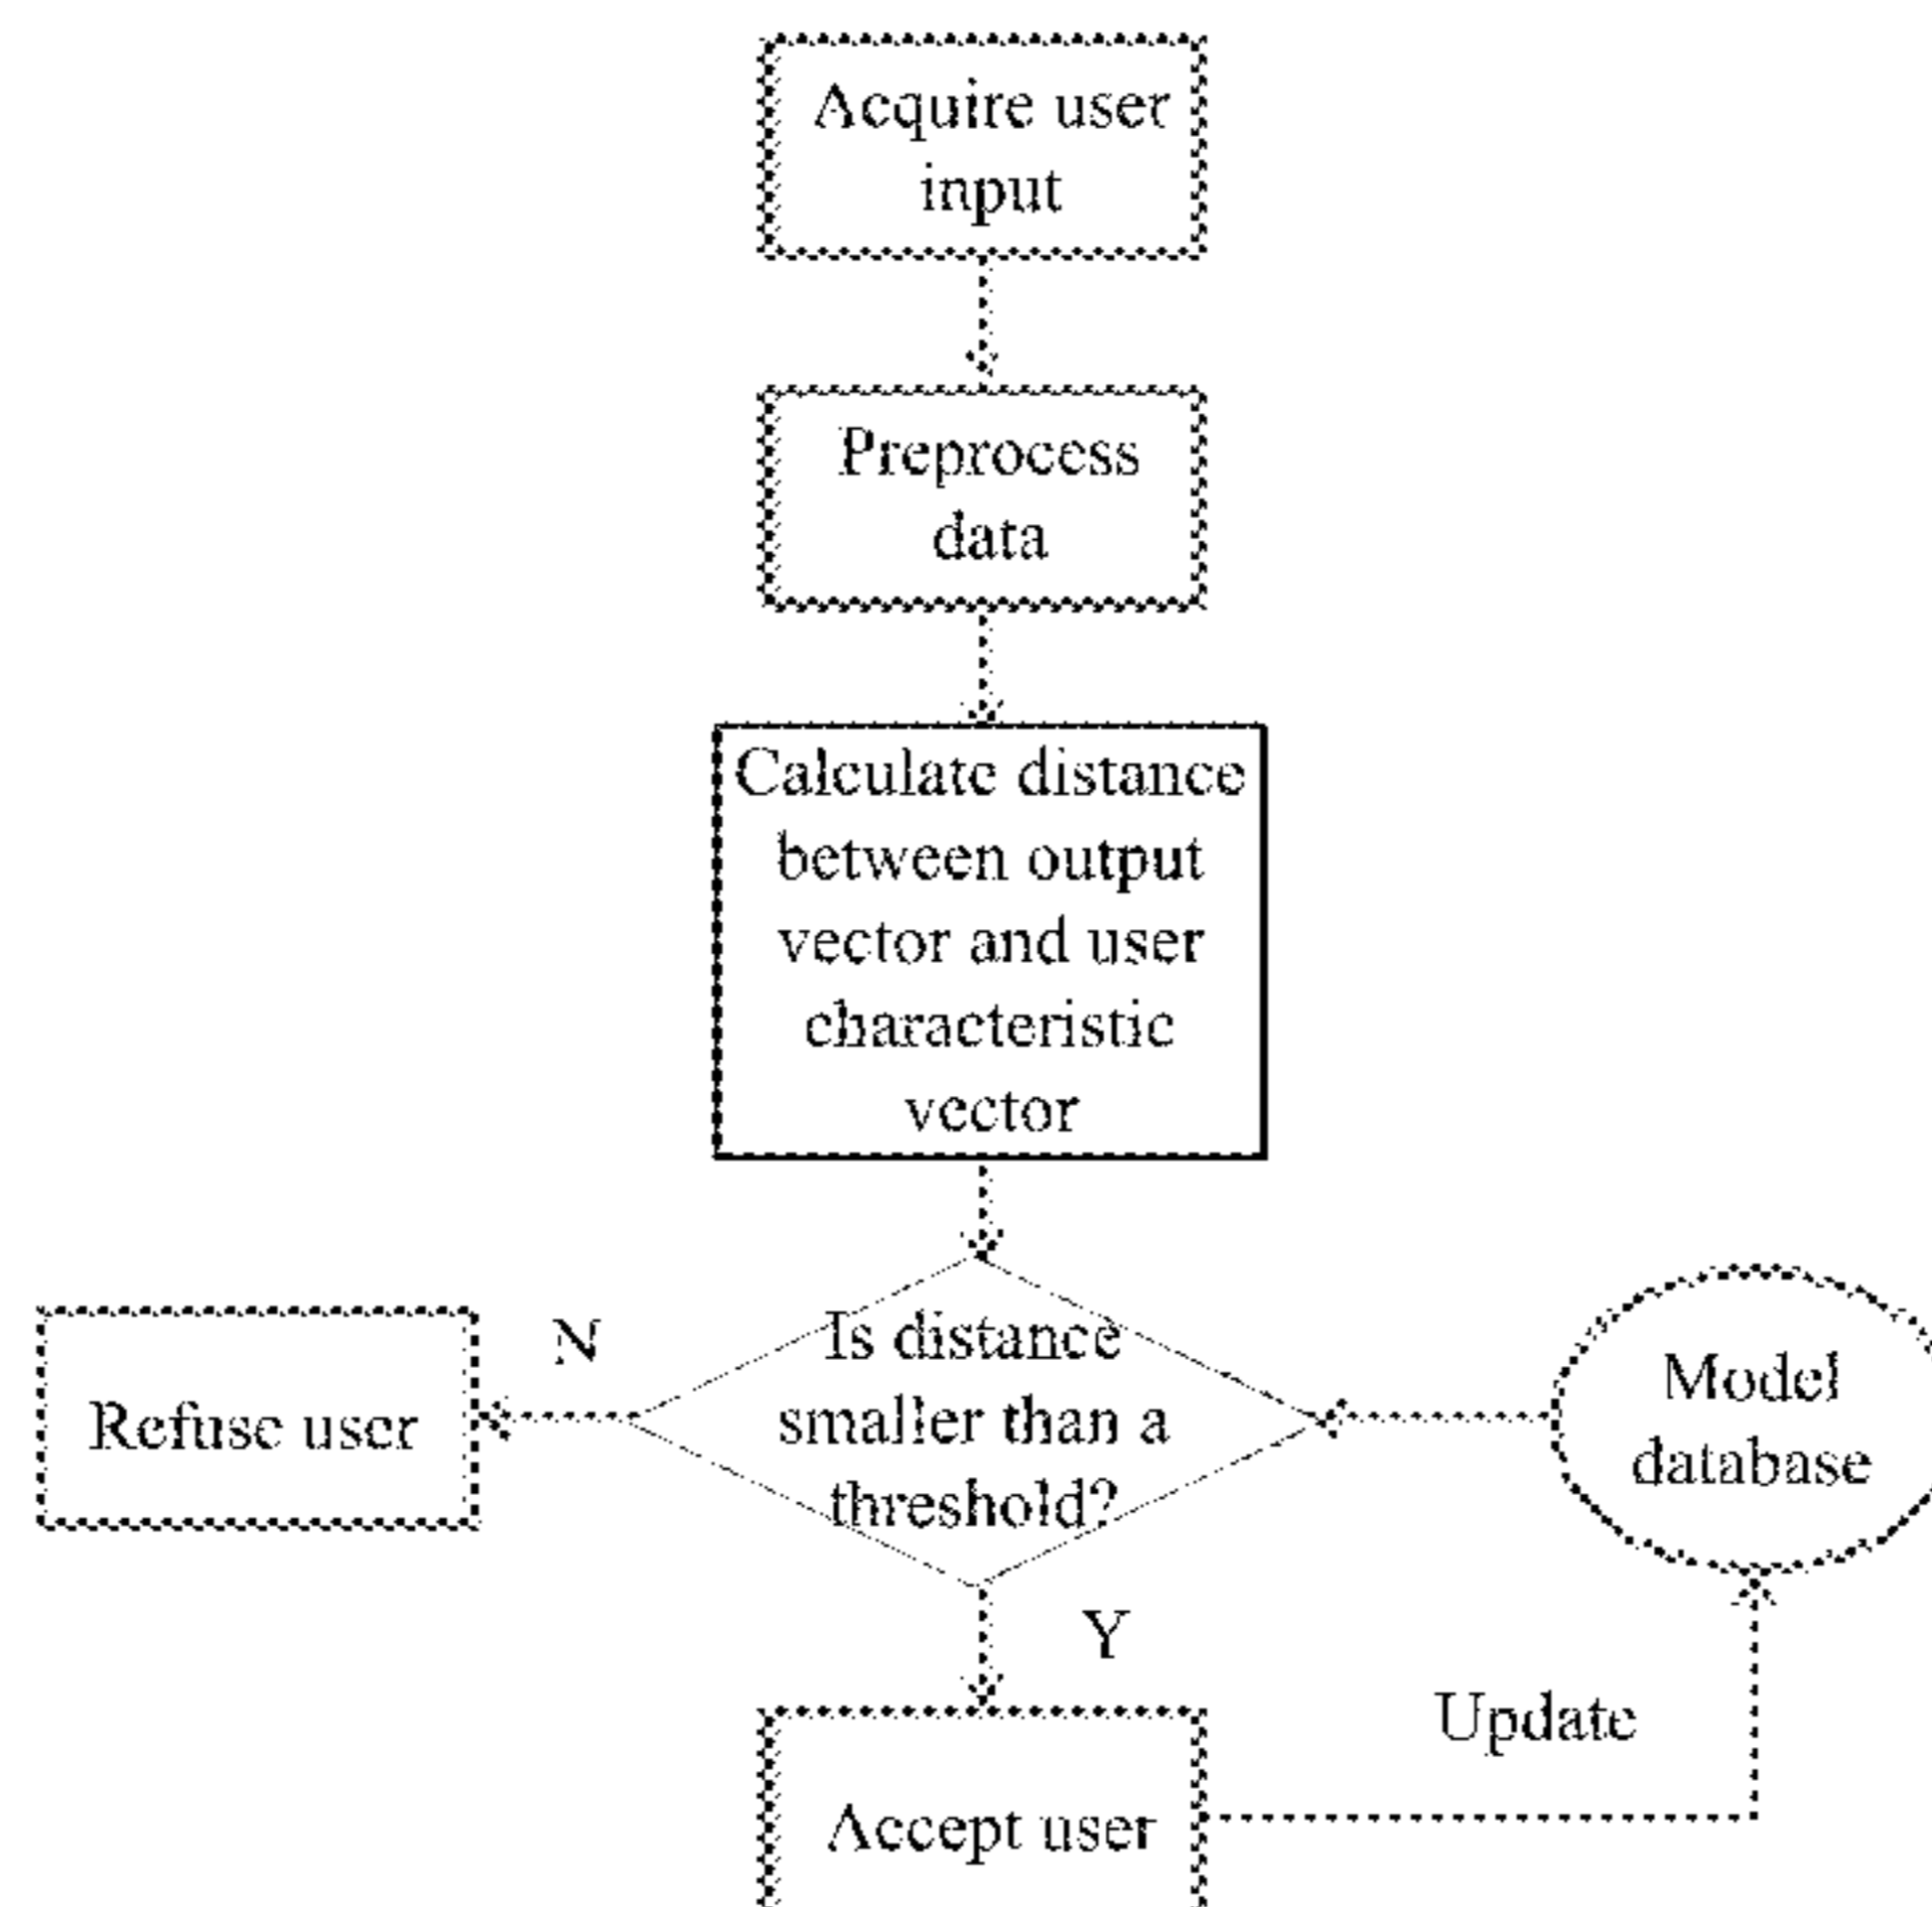 Acquire user
input
Preprocess
data
Calculate distance
between output
vector and user
characteristic
vector
Is distance
smaller than a
threshold?
N
Refuse user
Model
database
Y
Update
Accept user